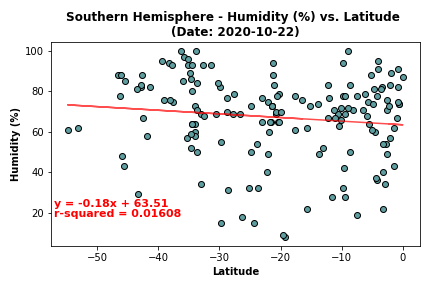 Southern Hemisphere - Humidity (%) vs. Latitude
(Date: 2020-10-22)
Humidity (%)
100
80
60
40
20
y = -0.18x + 63.51
r-squared = 0.01608
−50
−40
−30
−20
−10
0
Latitude